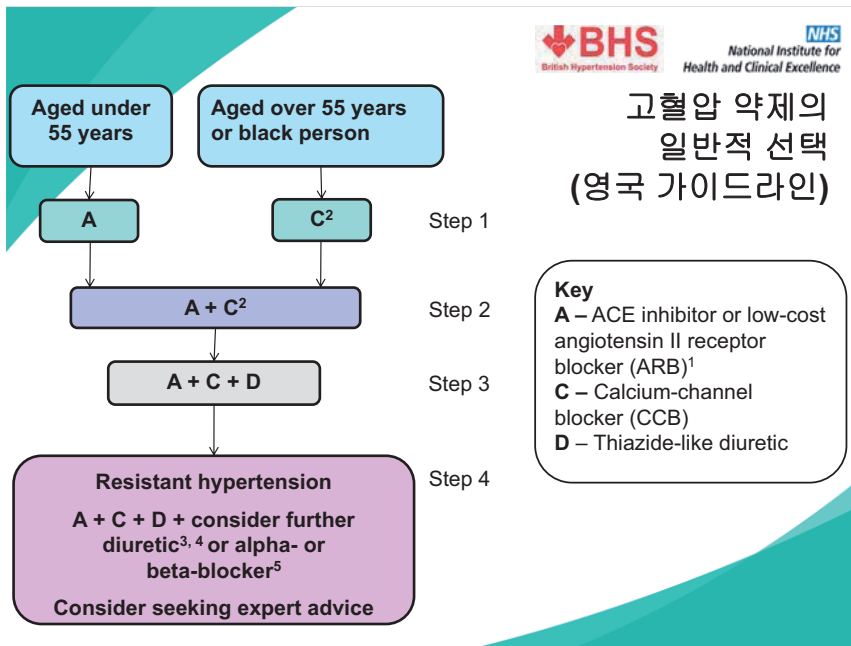 BHS
British Hypertension Society
NHS
National Institute for
Health and Clinical Excellence
고혈압 약제의
일반적 선택
(영국 가이드라인)
Aged under
55 years
Aged over 55 years
or black person
A
C²
Step 1
A + C²
Step 2
A + C + D
Step 3
Resistant hypertension
A + C + D + consider further
diuretic³,⁴ or alpha- or
beta-blocker⁵
Consider seeking expert advice
Step 4
Key
A – ACE inhibitor or low-cost
angiotensin II receptor
blocker (ARB)¹
C – Calcium-channel
blocker (CCB)
D – Thiazide-like diuretic